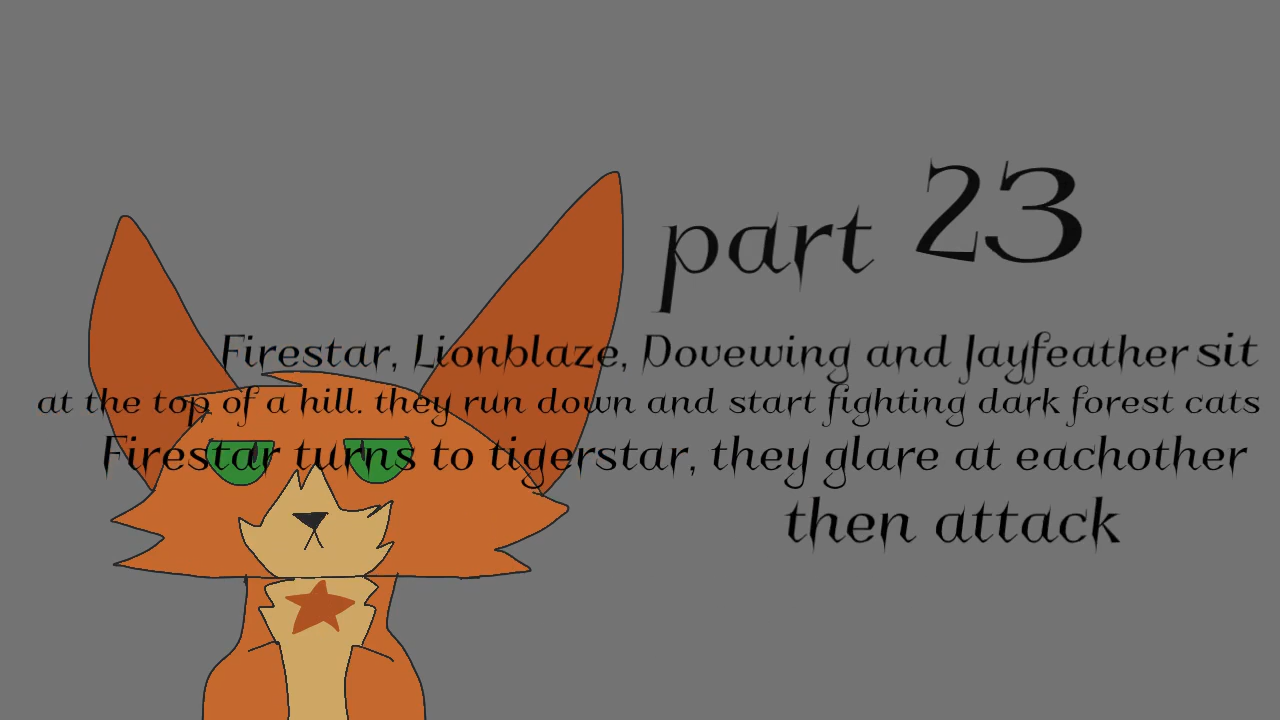 part 23
Firestar, Lionblaze, Dovewing and Jayfeather sit
at the top of a hill. they run down and start fighting dark forest cats
Firestar turns to tigerstar, they glare at eachother
then attack